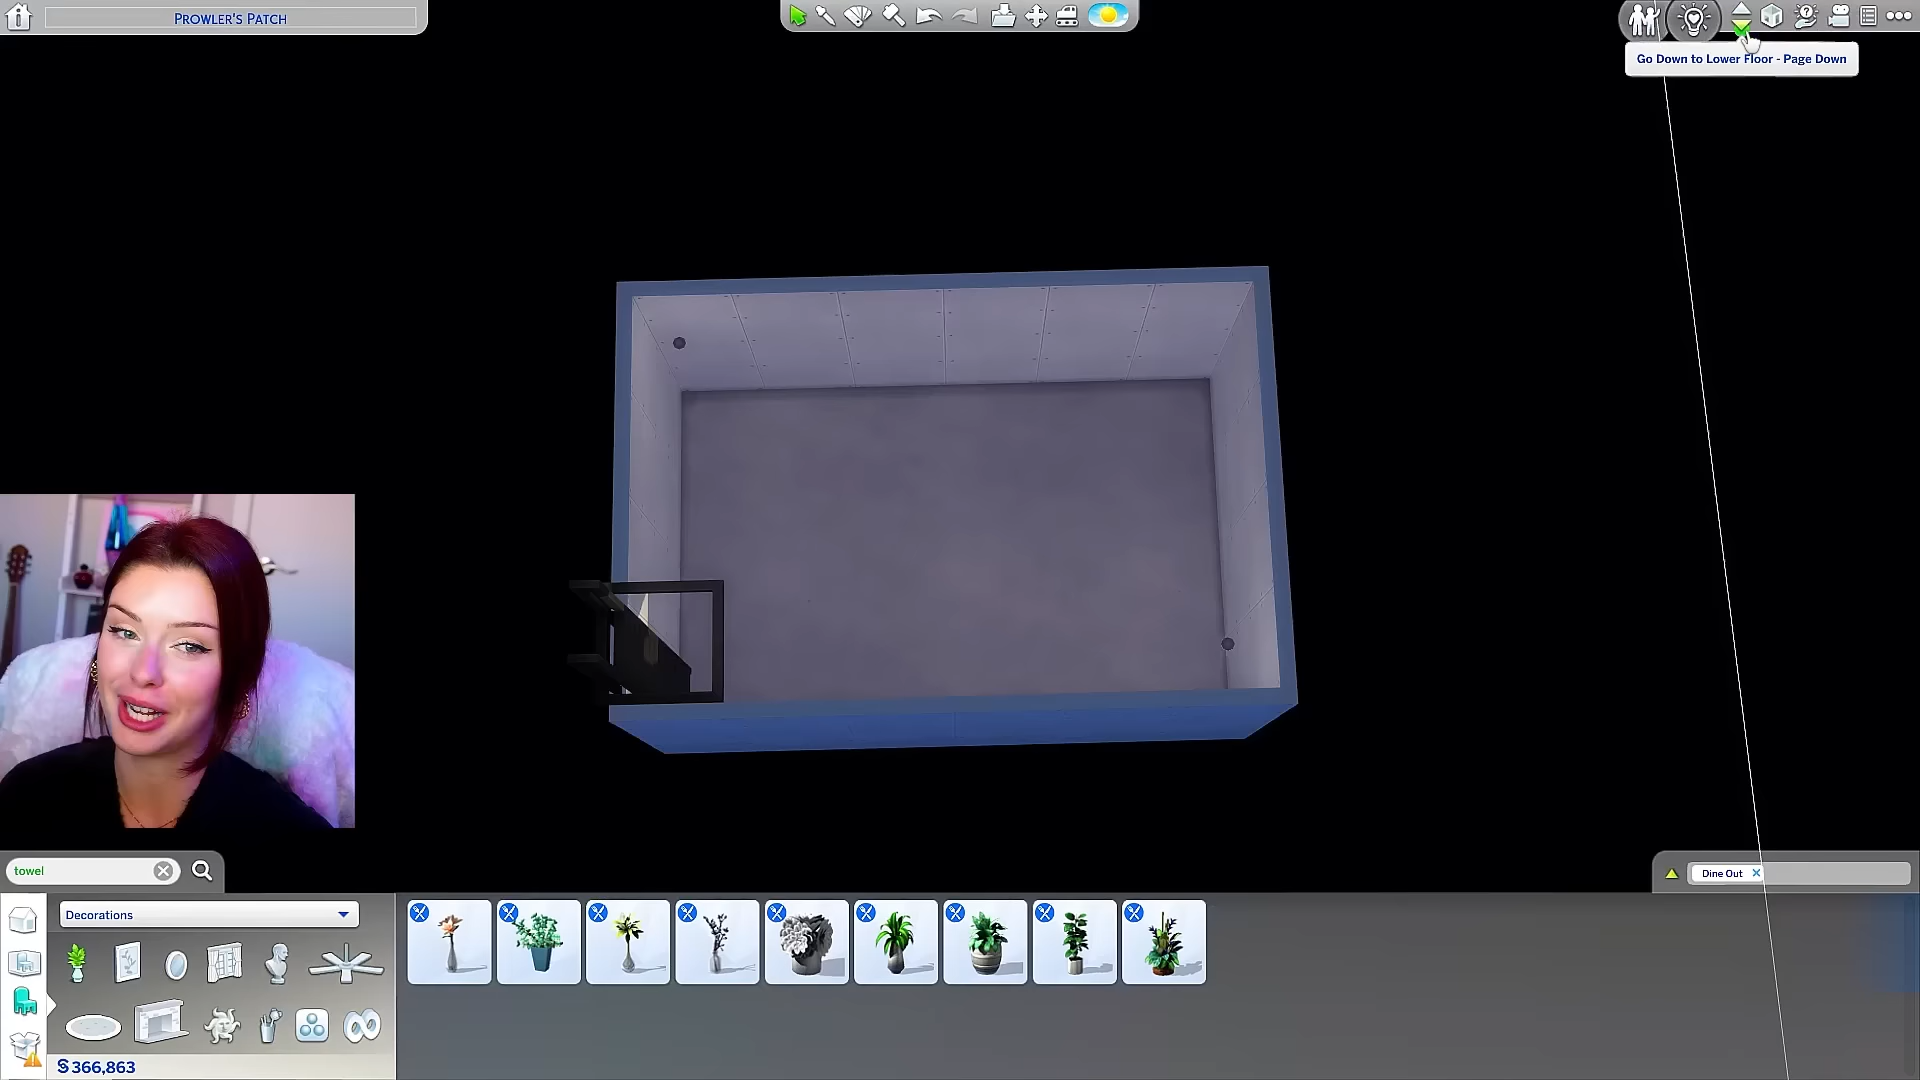 PROWLER'S PATCH
Go Down to Lower Floor - Page Down
towel
Dine Out
Decorations
§366,863